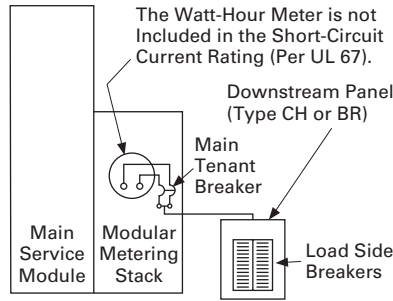 The Watt-Hour Meter is not
Included in the Short-Circuit
Current Rating (Per UL 67).
Downstream Panel
(Type CH or BR)
Main
Tenant
Breaker
Main
Service
Module
Modular
Metering
Stack
Load Side
Breakers